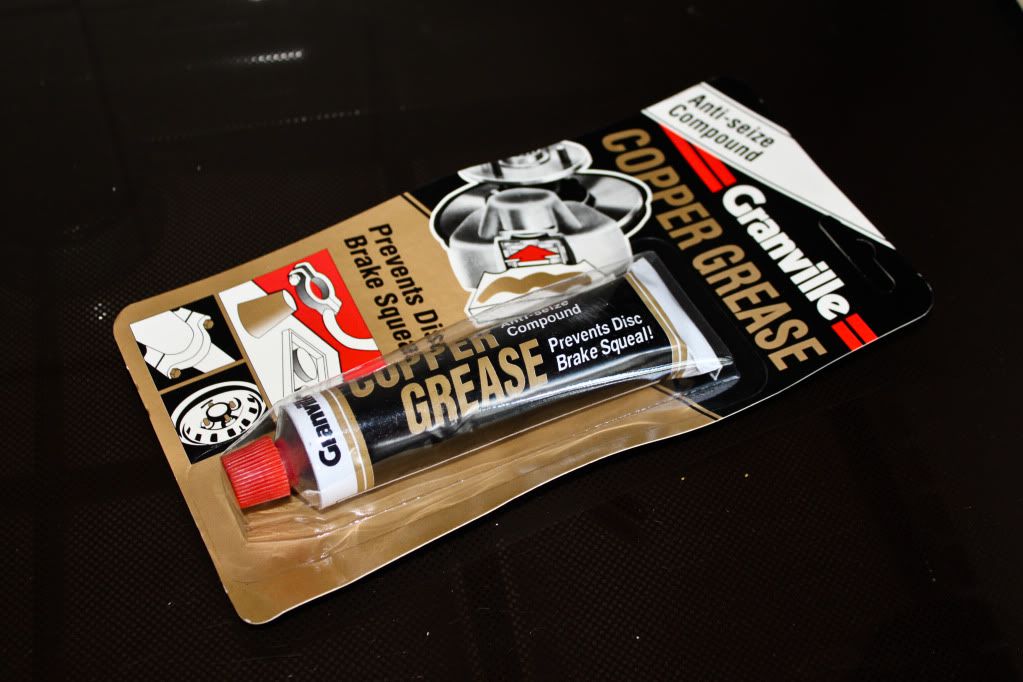 Anti-seize
Compound
Granville
COPPER GREASE
Prevents Disc
Brake Squeal
Anti-seize
Compound
Prevents Disc
Brake Squeal!
COPPER
GREASE
Granville